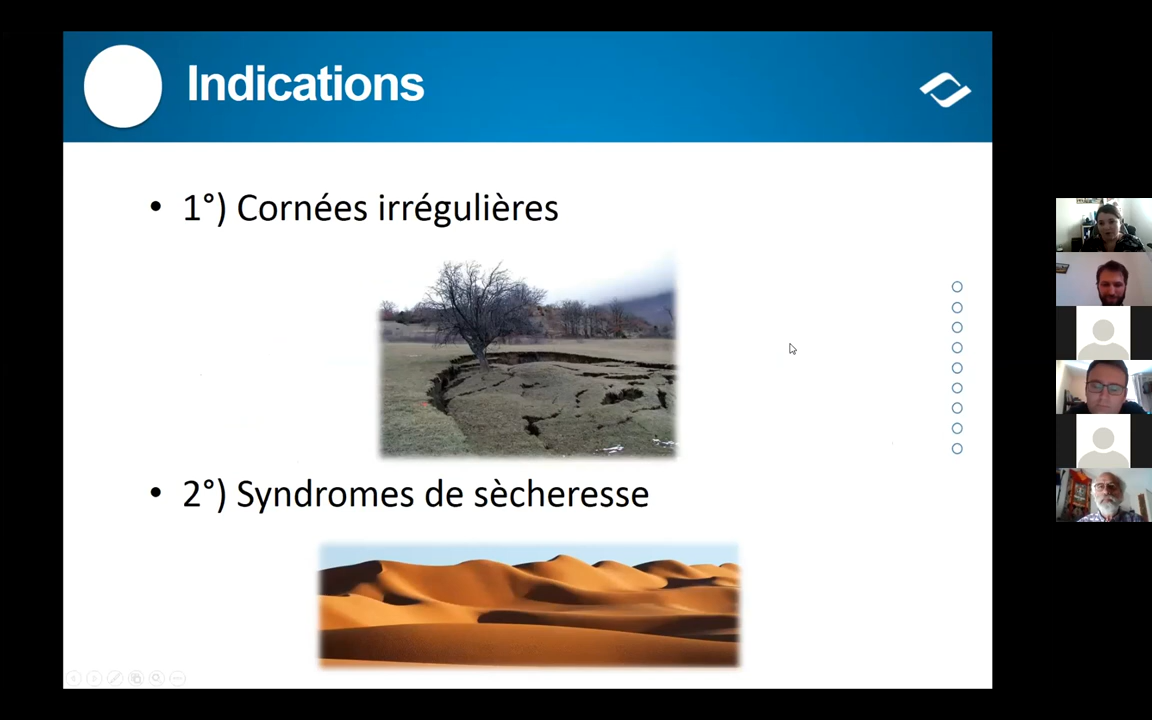 Indications
• 1°) Cornées irrégulières
• 2°) Syndromes de sècheresse